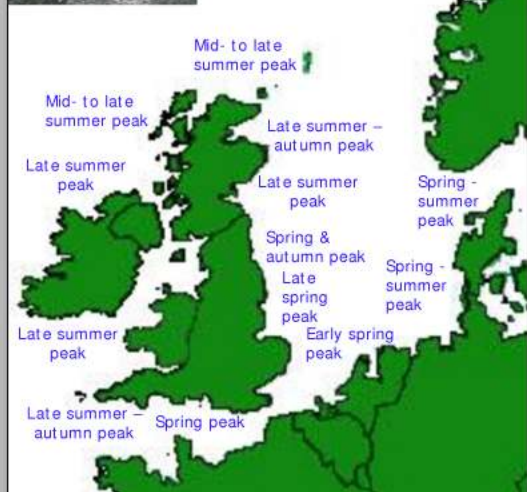 Mid- to late
summer peak
Mid- to late
summer peak
Late summer –
autumn peak
Late summer
peak
Late summer
peak
Spring -
summer
peak
Spring &
autumn peak
Late
spring
peak
Spring -
summer
peak
Late summer
peak
Early spring
peak
Late summer –
autumn peak
Spring peak